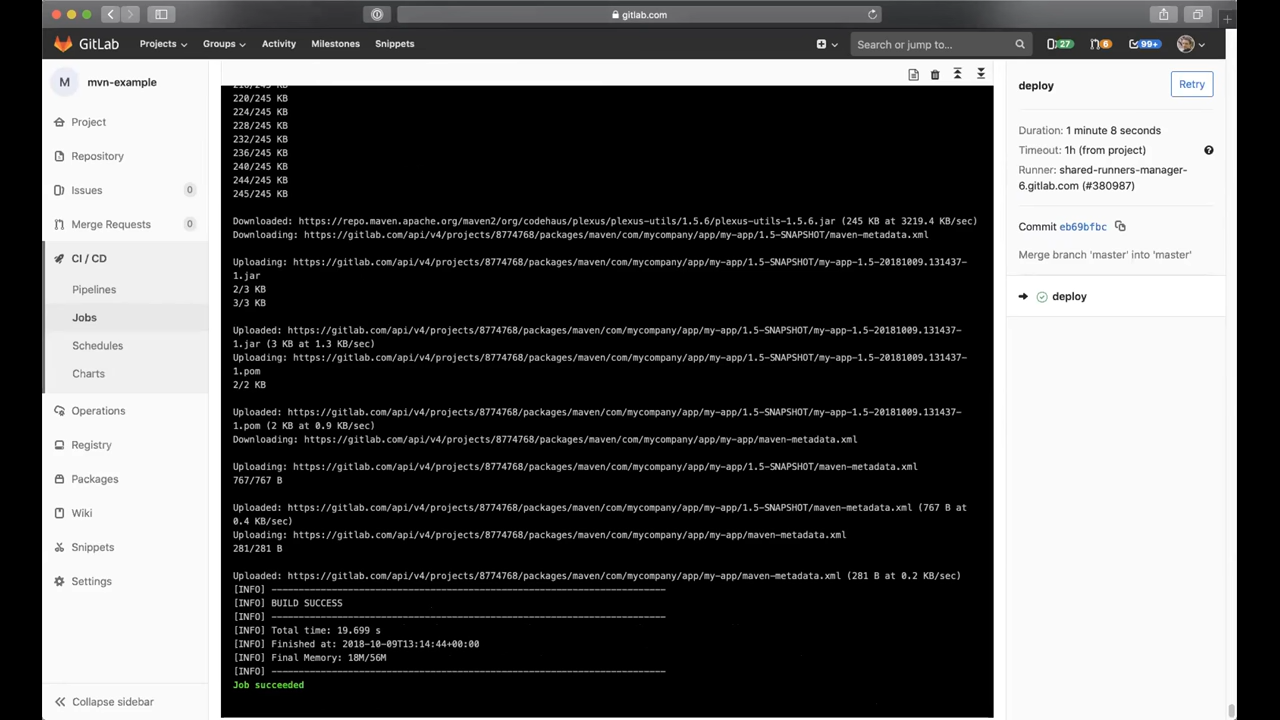 gitlab.com
GitLab
Projects
Groups
Activity
Milestones
Snippets
Search or jump to...
27
6
99+
M
mvn-example
Project
Repository
Issues
0
Merge Requests
0
CI / CD
Pipelines
Jobs
Schedules
Charts
Operations
Registry
Packages
Wiki
Snippets
Settings
Collapse sidebar
216/245 KB
220/245 KB
224/245 KB
228/245 KB
232/245 KB
236/245 KB
240/245 KB
244/245 KB
245/245 KB
Downloaded: https://repo.maven.apache.org/maven2/org/codehaus/plexus/plexus-utils/1.5.6/plexus-utils-1.5.6.jar (245 KB at 3219.4 KB/sec)
Downloading: https://gitlab.com/api/v4/projects/8774768/packages/maven/com/mycompany/app/my-app/1.5-SNAPSHOT/maven-metadata.xml
Uploading: https://gitlab.com/api/v4/projects/8774768/packages/maven/com/mycompany/app/my-app/1.5-SNAPSHOT/my-app-1.5-20181009.131437-
1.jar
2/3 KB
3/3 KB
Uploaded: https://gitlab.com/api/v4/projects/8774768/packages/maven/com/mycompany/app/my-app/1.5-SNAPSHOT/my-app-1.5-20181009.131437-
1.jar (3 KB at 1.3 KB/sec)
Uploading: https://gitlab.com/api/v4/projects/8774768/packages/maven/com/mycompany/app/my-app/1.5-SNAPSHOT/my-app-1.5-20181009.131437-
1.pom
2/2 KB
Uploaded: https://gitlab.com/api/v4/projects/8774768/packages/maven/com/mycompany/app/my-app/1.5-SNAPSHOT/my-app-1.5-20181009.131437-
1.pom (2 KB at 0.9 KB/sec)
Downloading: https://gitlab.com/api/v4/projects/8774768/packages/maven/com/mycompany/app/my-app/maven-metadata.xml
Uploading: https://gitlab.com/api/v4/projects/8774768/packages/maven/com/mycompany/app/my-app/1.5-SNAPSHOT/maven-metadata.xml
767/767 B
Uploaded: https://gitlab.com/api/v4/projects/8774768/packages/maven/com/mycompany/app/my-app/1.5-SNAPSHOT/maven-metadata.xml (767 B at
0.4 KB/sec)
Uploading: https://gitlab.com/api/v4/projects/8774768/packages/maven/com/mycompany/app/my-app/maven-metadata.xml
281/281 B
Uploaded: https://gitlab.com/api/v4/projects/8774768/packages/maven/com/mycompany/app/my-app/maven-metadata.xml (281 B at 0.2 KB/sec)
[INFO] ------------------------------------------------------------------------
[INFO] BUILD SUCCESS
[INFO] ------------------------------------------------------------------------
[INFO] Total time: 19.699 s
[INFO] Finished at: 2018-10-09T13:14:44+00:00
[INFO] Final Memory: 18M/56M
[INFO] ------------------------------------------------------------------------
Job succeeded
deploy
Retry
Duration: 1 minute 8 seconds
Timeout: 1h (from project)
Runner: shared-runners-manager-
6.gitlab.com (#380987)
Commit eb69bfbc
Merge branch 'master' into 'master'
deploy